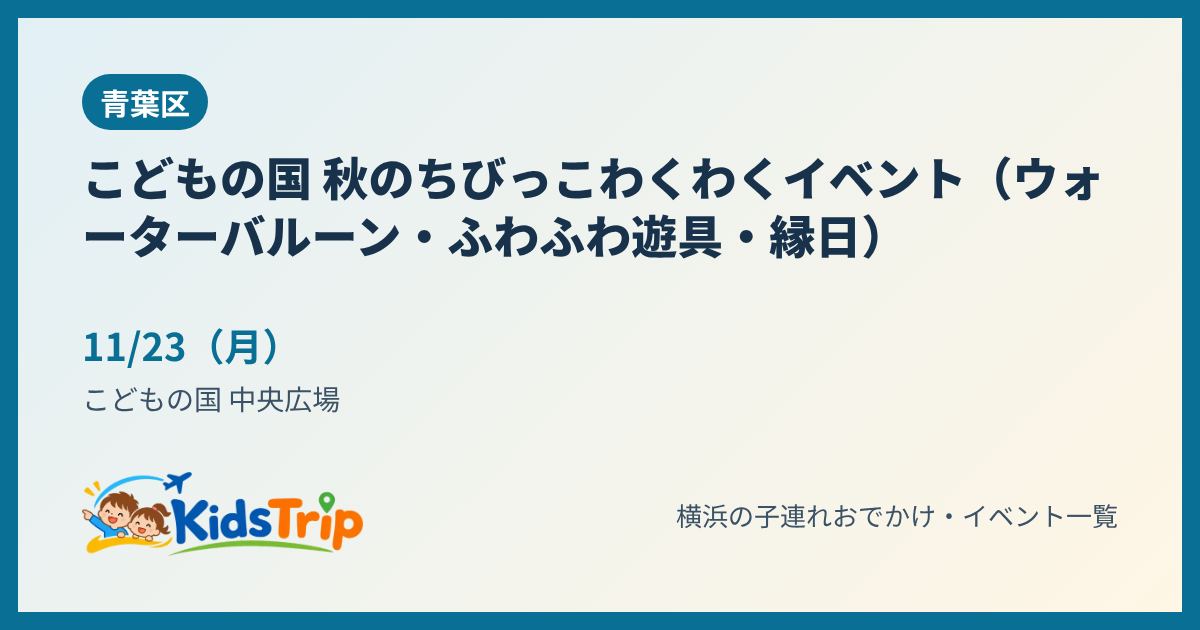 青葉区
こどもの国 秋のちびっこわくわくイベント（ウォ
ーターバルーン・ふわふわ遊具・縁日）
11/23（月）
こどもの国 中央広場
KidsTrip
横浜の子連れおでかけ・イベント一覧